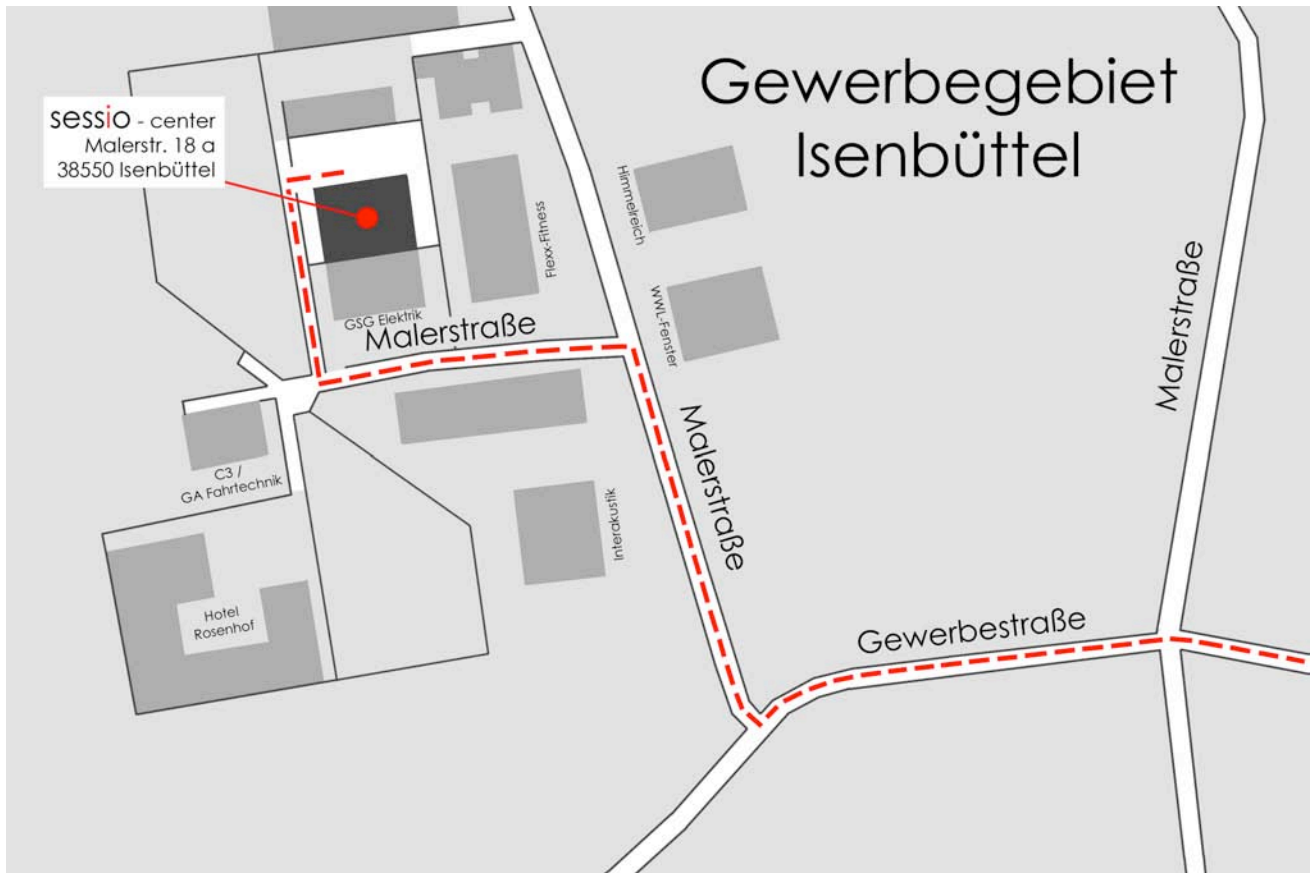 Gewerbegebiet
Isenbüttel
sessio - center
Malerstr. 18 a
38550 Isenbüttel
Himmelreich
Flexx-Fitness
WWL-Fenster
GSG Elektrik
Malerstraße
Malerstraße
Malerstraße
C3 /
GA Fahrtechnik
Interakustik
Hotel
Rosenhof
Gewerbestraße